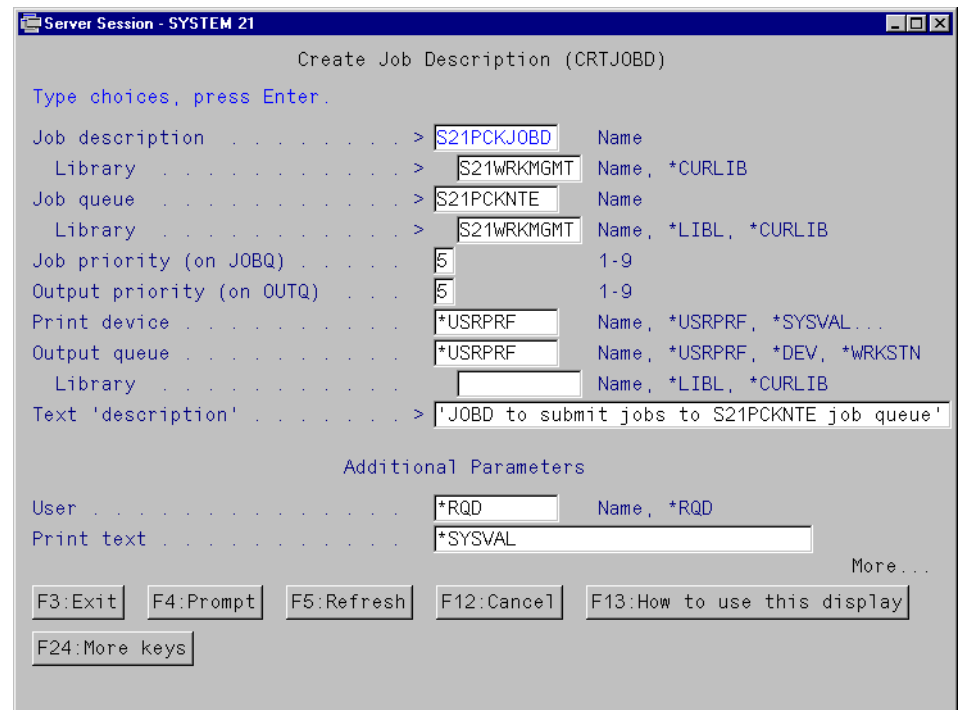 Server Session - SYSTEM 21
Create Job Description (CRTJOBD)
Type choices, press Enter.
Job description . . . . . . . . > S21PCKJOBD Name
Library . . . . . . . . . . . > S21WRKMGMT Name, *CURLIB
Job queue . . . . . . . . . . . > S21PCKNTE Name
Library . . . . . . . . . . . > S21WRKMGMT Name, *LIBL, *CURLIB
Job priority (on JOBQ) . . . . . 5 1-9
Output priority (on OUTQ) . . . 5 1-9
Print device . . . . . . . . . . *USRPRF Name, *USRPRF, *SYSVAL...
Output queue . . . . . . . . . . *USRPRF Name, *USRPRF, *DEV, *WRKSTN
Library . . . . . . . . . . . Name, *LIBL, *CURLIB
Text 'description' . . . . . . . > 'JOBD to submit jobs to S21PCKNTE job queue'
Additional Parameters
User . . . . . . . . . . . . . . *RQD Name, *RQD
Print text . . . . . . . . . . . *SYSVAL
More...
F3:Exit F4:Prompt F5:Refresh F12:Cancel F13:How to use this display
F24:More keys